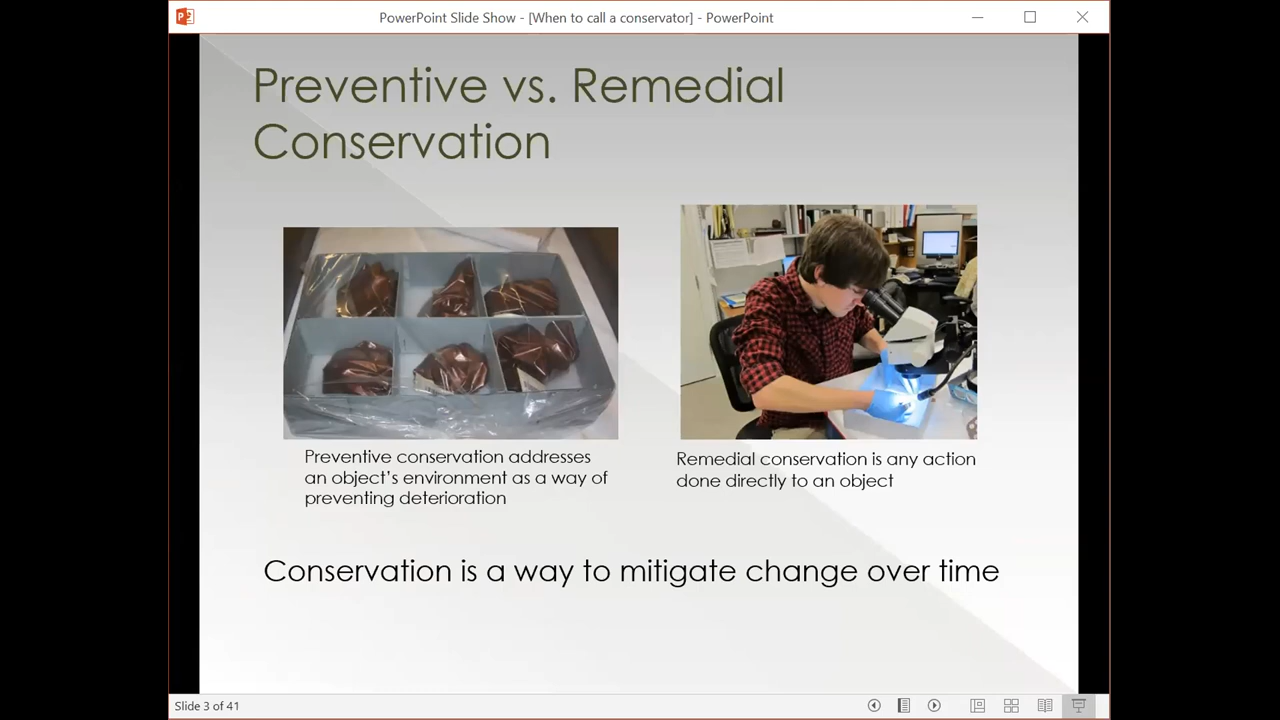 PowerPoint Slide Show - [When to call a conservator] - PowerPoint
Preventive vs. Remedial
Conservation
Preventive conservation addresses
an object's environment as a way of
preventing deterioration
Remedial conservation is any action
done directly to an object
Conservation is a way to mitigate change over time
Slide 3 of 41